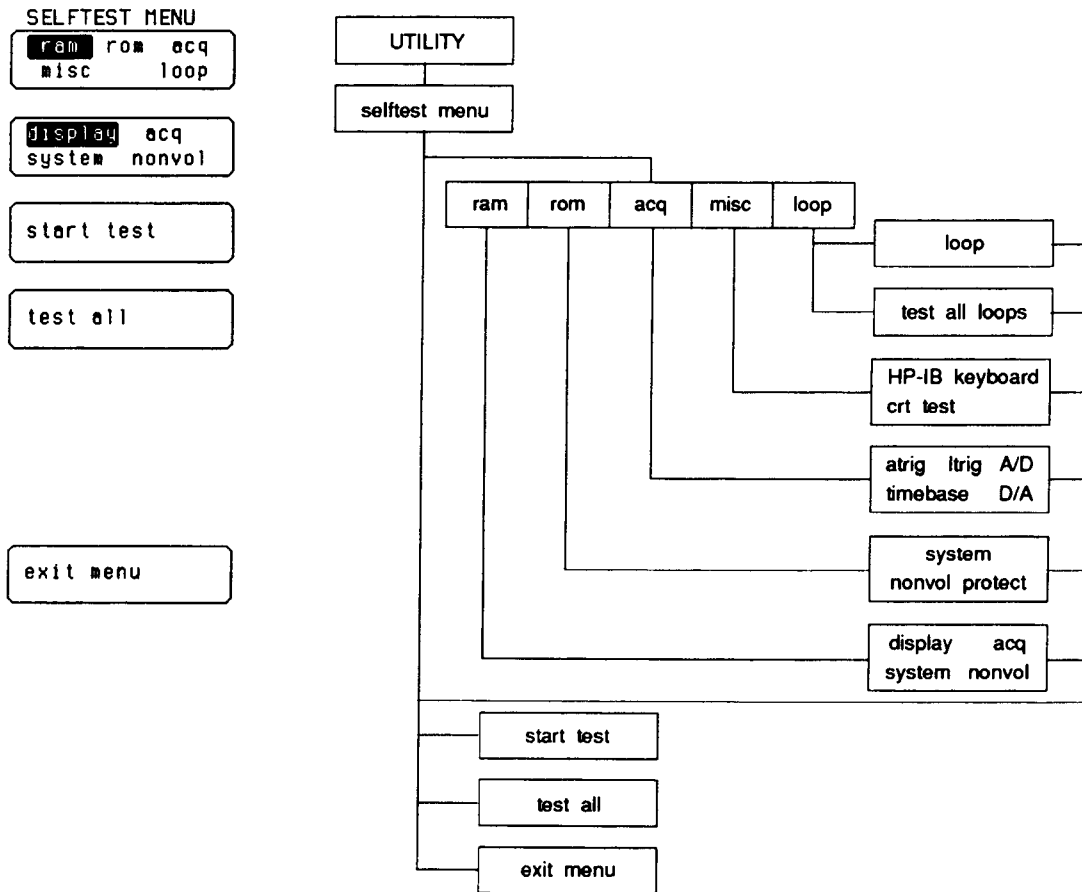 SELFTEST MENU
ram rom acq
misc loop
display acq
system nonvol
start test
test all
exit menu
UTILITY
selftest menu
ram rom acq misc loop
loop
test all loops
HP-IB keyboard
crt test
atrig ltrig A/D
timebase D/A
system
nonvol protect
display acq
system nonvol
start test
test all
exit menu